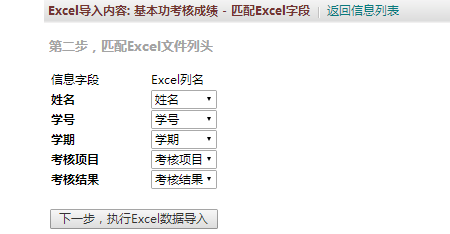 Excel导入内容: 基本功考核成绩 - 匹配Excel字段 | 返回信息列表
第二步，匹配Excel文件列头
信息字段 Excel列名
姓名 姓名
学号 学号
学期 学期
考核项目 考核项目
考核结果 考核结果
下一步，执行Excel数据导入